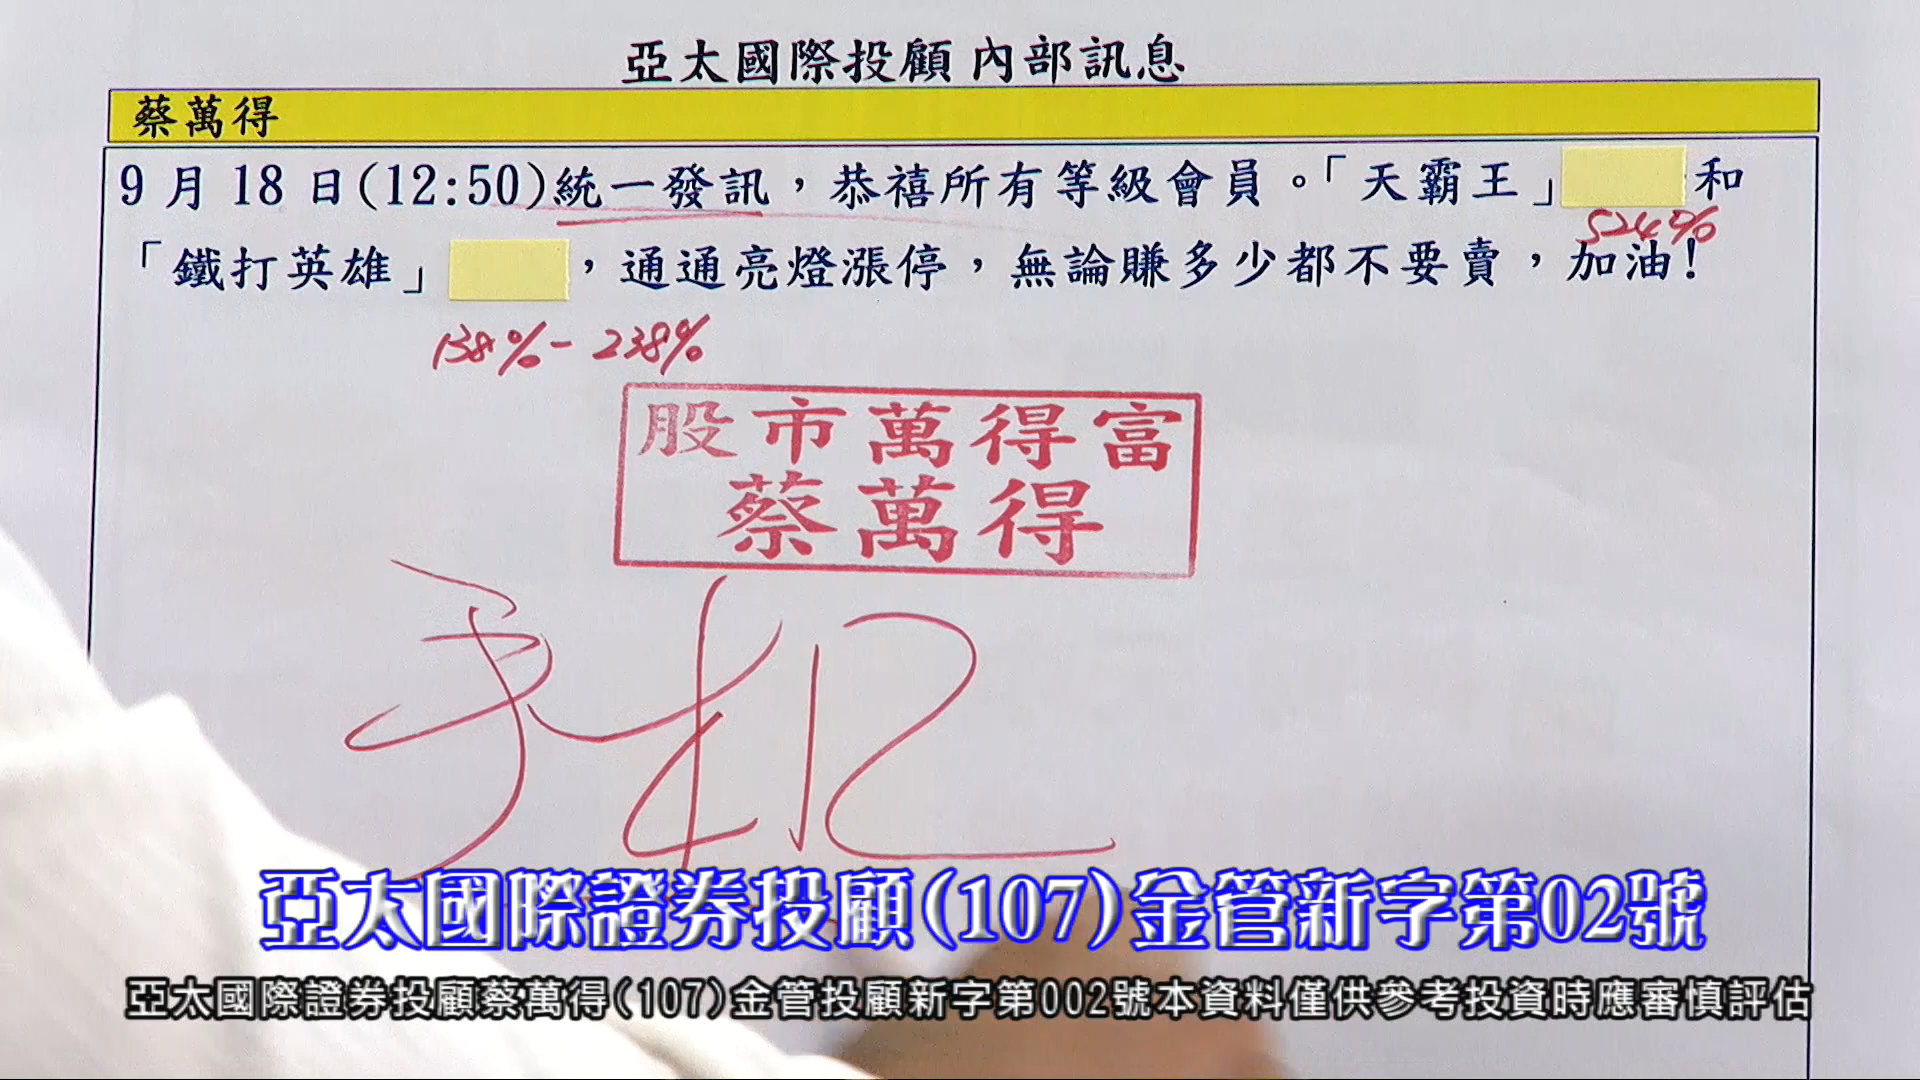 亞太國際投顧 內部訊息
蔡萬得
9月18日(12:50)統一發訊，恭禧所有等級會員。「天霸王」和
524%
「鐵打英雄」，通通亮燈漲停，無論賺多少都不要賣，加油！
138%-238%
股市萬得富
蔡萬得
手机
亞太國際證券投顧(107)金管新字第02號
亞太國際證券投顧蔡萬得(107)金管投顧新字第002號本資料僅供參考投資時應審慎評估